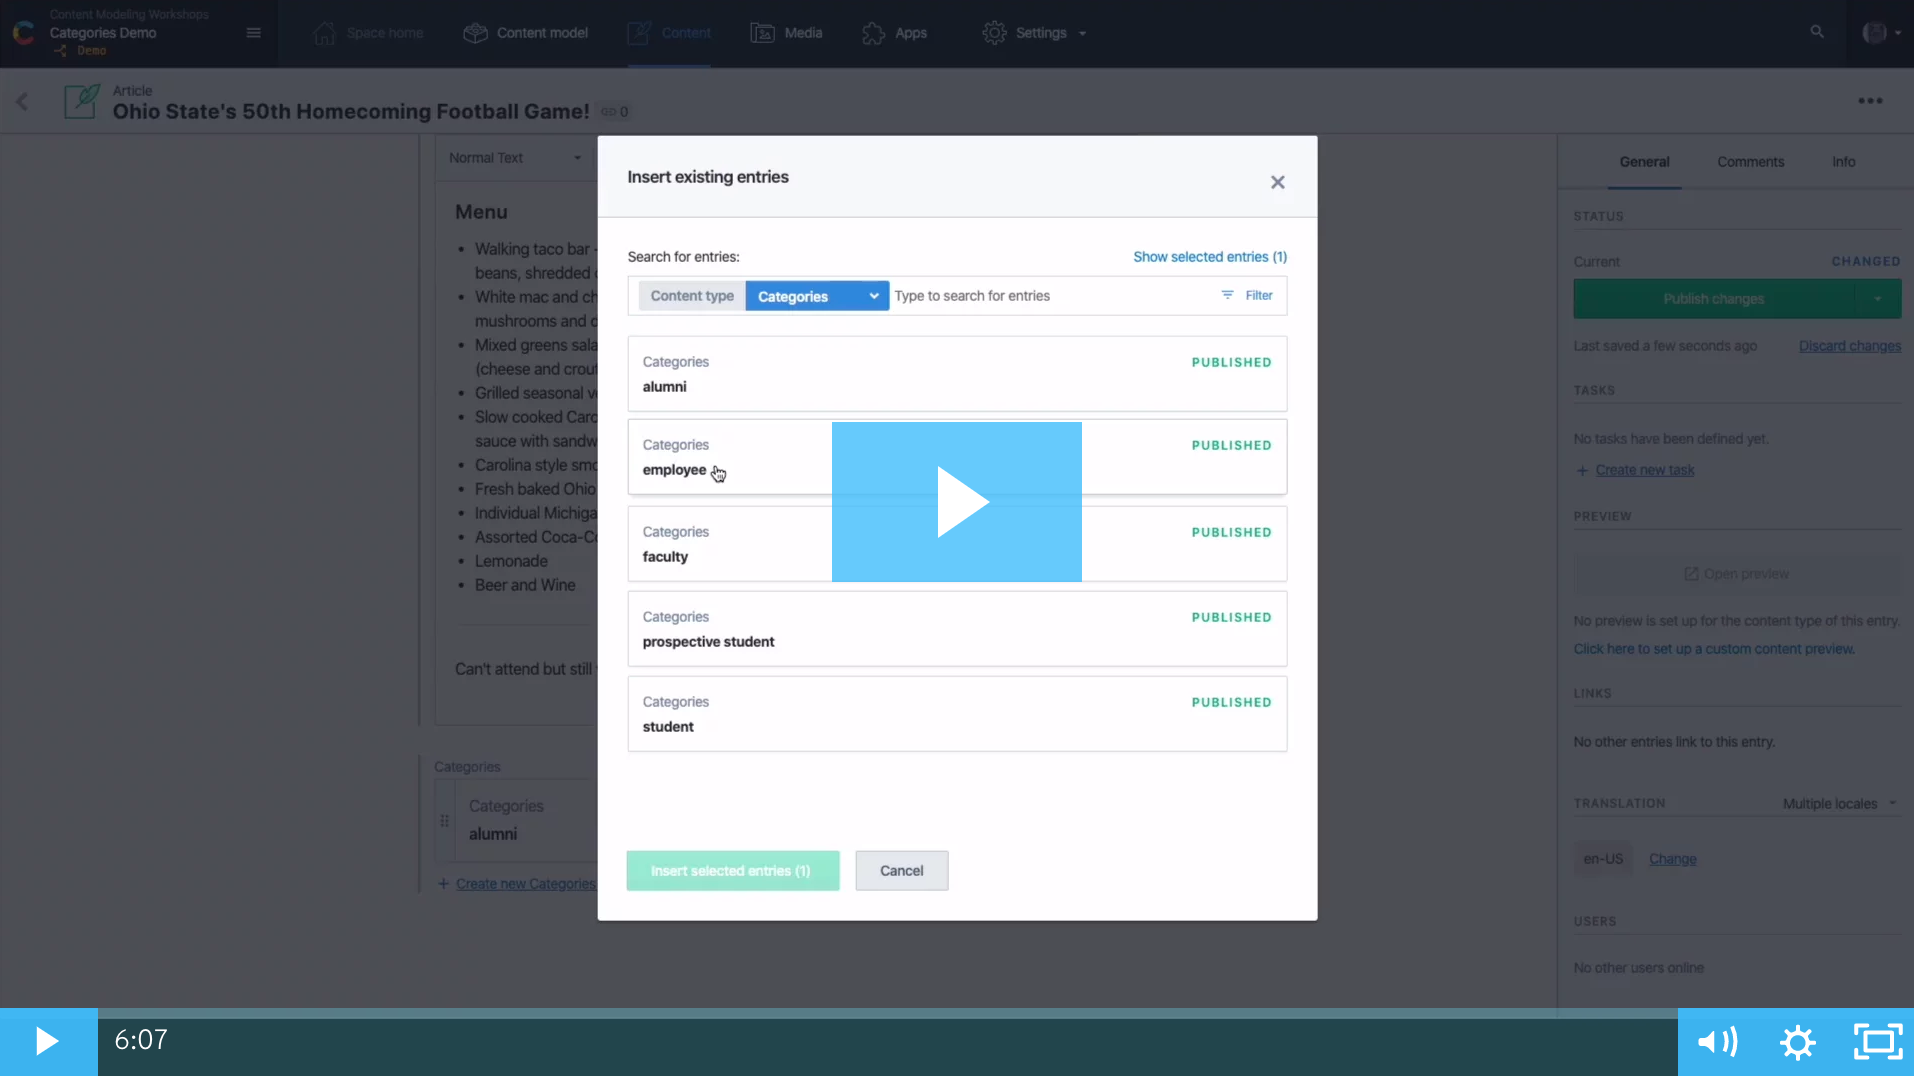 Content Modeling Workshops
Categories Demo
Demo
Space home
Content model
Content
Media
Apps
Settings
Article
Ohio State's 50th Homecoming Football Game!
0
Normal Text
Menu
Walking taco bar -
beans, shredded
White mac and ch
mushrooms and
Mixed greens sala
(cheese and crout
Grilled seasonal v
Slow cooked Caro
sauce with sandw
Carolina style smo
Fresh baked Ohio
Individual Michiga
Assorted Coca-Co
Lemonade
Beer and Wine
Can't attend but still
Categories
Categories
alumni
+ Create new Categories
Insert existing entries
Search for entries:
Show selected entries (1)
Content type
Categories
Type to search for entries
Filter
Categories
PUBLISHED
alumni
Categories
PUBLISHED
employee
Categories
PUBLISHED
faculty
Categories
PUBLISHED
prospective student
Categories
PUBLISHED
student
Insert selected entries (1)
Cancel
General
Comments
Info
STATUS
Current
CHANGED
Publish changes
Last saved a few seconds ago
Discard changes
TASKS
No tasks have been defined yet.
+ Create new task
PREVIEW
Open preview
No preview is set up for the content type of this entry.
Click here to set up a custom content preview.
LINKS
No other entries link to this entry.
TRANSLATION
Multiple locales
en-US
Change
USERS
No other users online
6:07